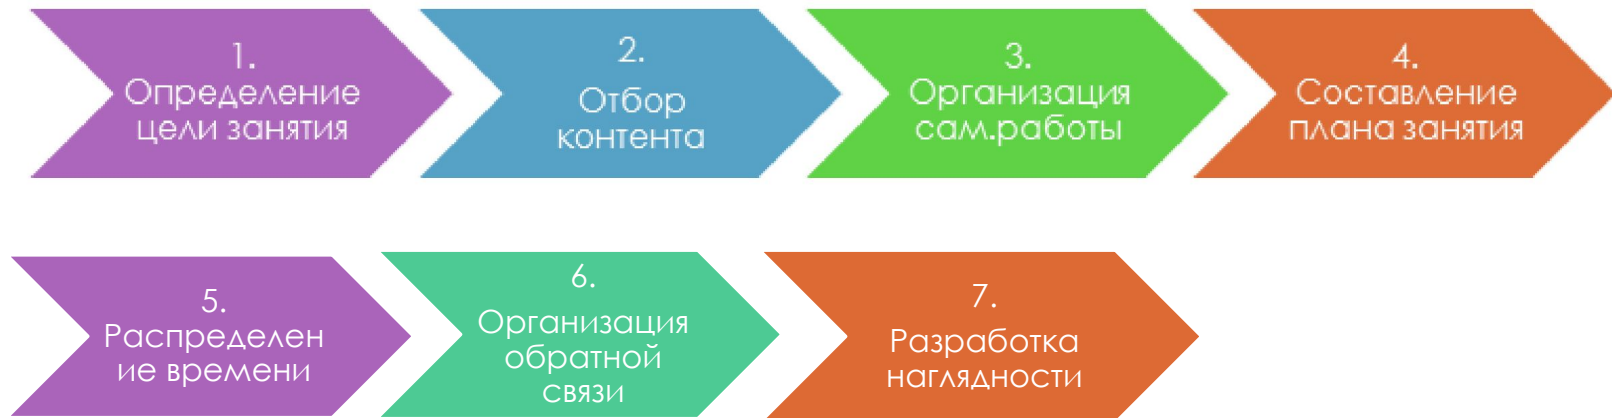 1.
Определение
цели занятия
2.
Отбор
контента
3.
Организация
сам.работы
4.
Составление
плана занятия
5.
Распределен
ие времени
6.
Организация
обратной
связи
7.
Разработка
наглядности